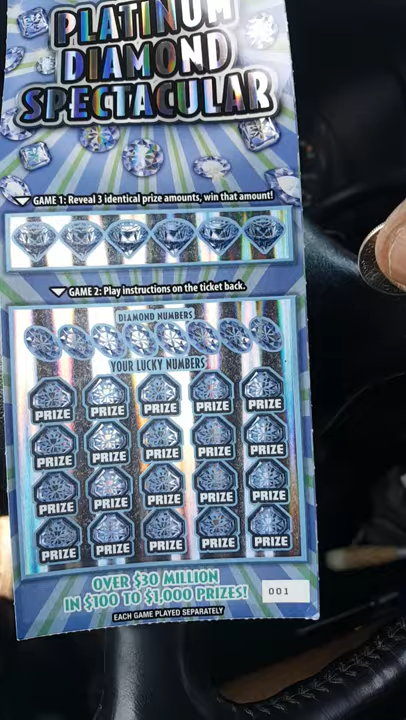 PLATINUM
DIAMOND
SPECTACULAR
GAME 1: Reveal 3 identical prize amounts, win that amount!
GAME 2: Play instructions on the ticket back.
DIAMOND NUMBERS
YOUR LUCKY NUMBERS
PRIZE PRIZE PRIZE PRIZE PRIZE
PRIZE PRIZE PRIZE PRIZE PRIZE
PRIZE PRIZE PRIZE PRIZE PRIZE
PRIZE PRIZE PRIZE PRIZE PRIZE
OVER $30 MILLION
IN $100 TO $1,000 PRIZES!
001
EACH GAME PLAYED SEPARATELY